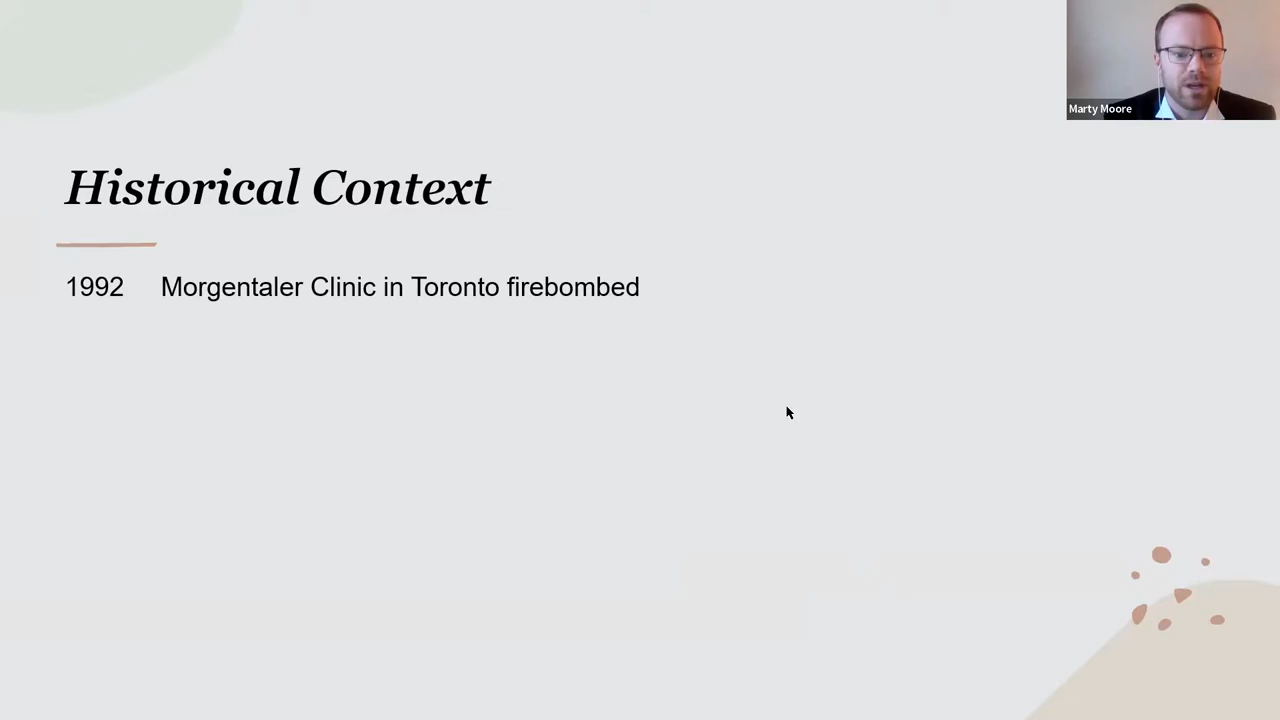 Marty Moore
Historical Context
1992 Morgentaler Clinic in Toronto firebombed